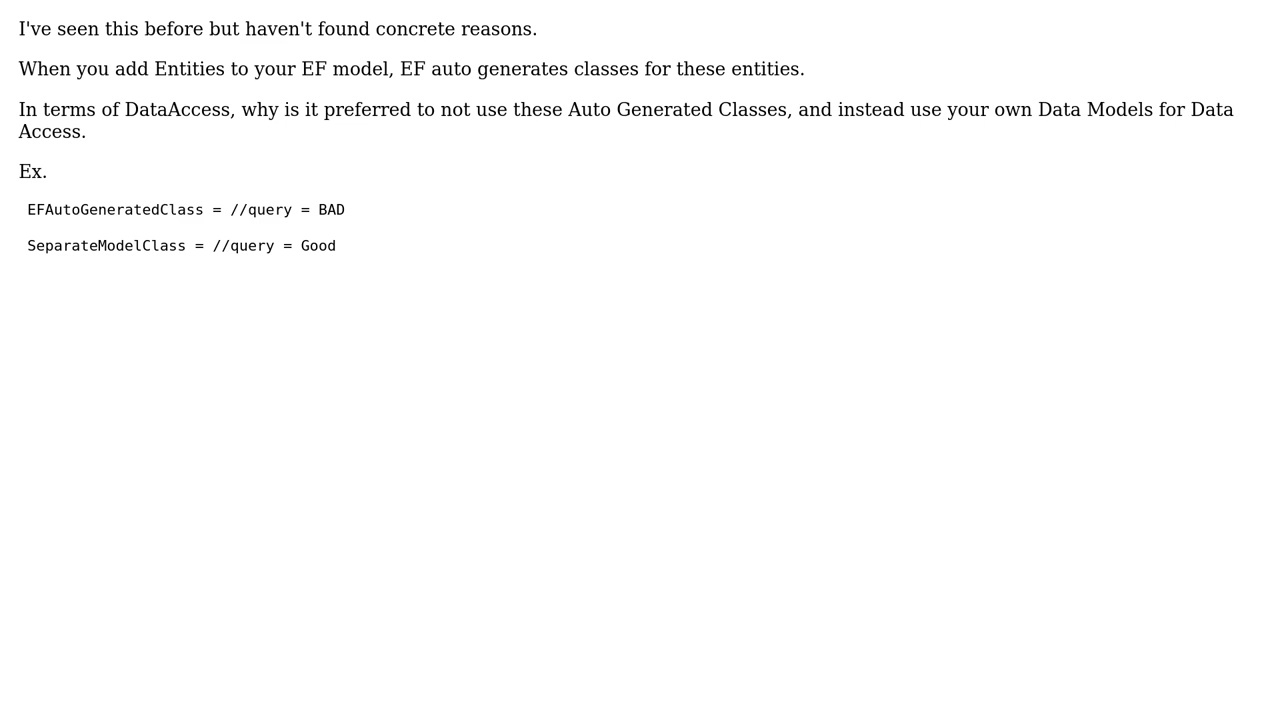 I've seen this before but haven't found concrete reasons.
When you add Entities to your EF model, EF auto generates classes for these entities.
In terms of DataAccess, why is it preferred to not use these Auto Generated Classes, and instead use your own Data Models for Data
Access.
Ex.
EFAutoGeneratedClass = //query = BAD
SeparateModelClass = //query = Good